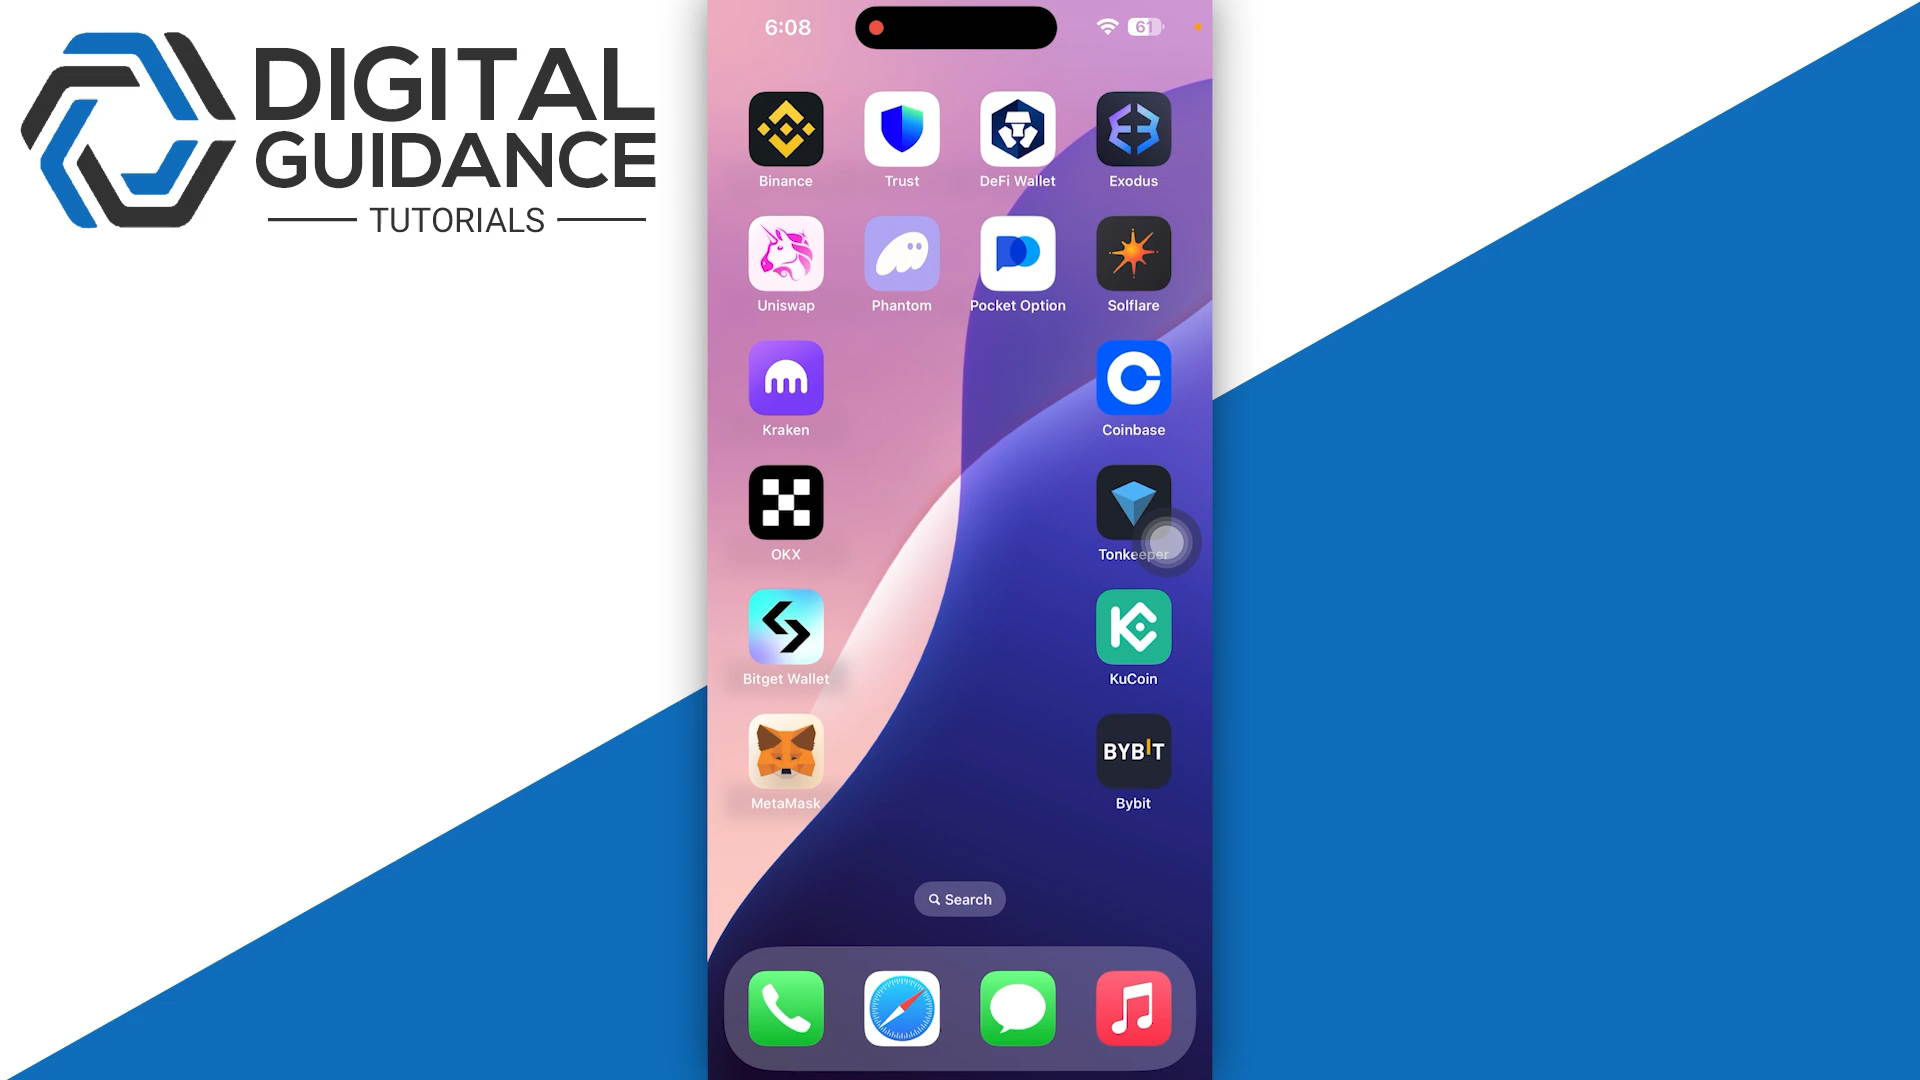 DIGITAL
GUIDANCE
TUTORIALS
6:08
61
Binance
Trust
DeFi Wallet
Exodus
Uniswap
Phantom
Pocket Option
Solflare
Kraken
Coinbase
OKX
Tonkeeper
Bitget Wallet
KuCoin
MetaMask
BYBIT
Bybit
Search